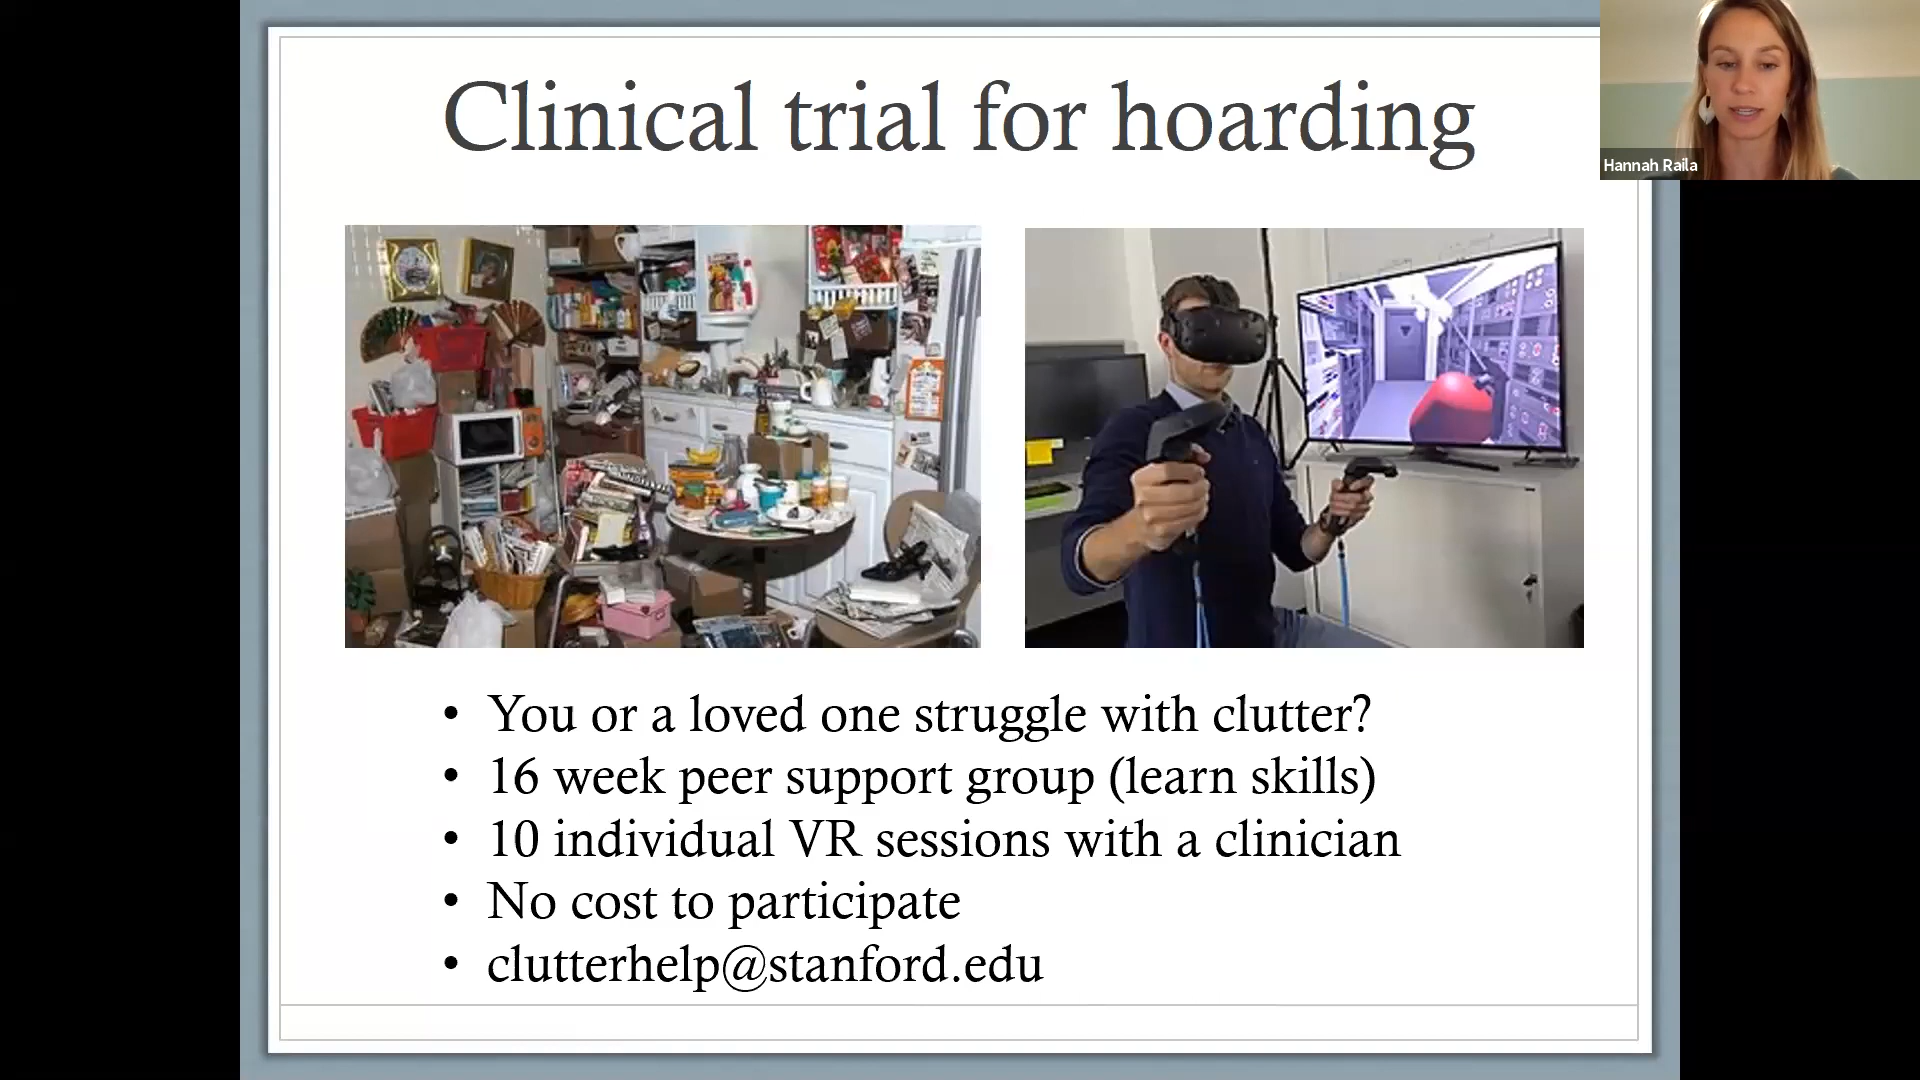 Clinical trial for hoarding
Hannah Raila
• You or a loved one struggle with clutter?
• 16 week peer support group (learn skills)
• 10 individual VR sessions with a clinician
• No cost to participate
• clutterhelp@stanford.edu